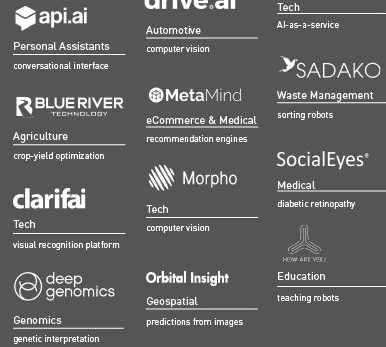 api.ai
Personal Assistants
conversational interface
BLUE RIVER
TECHNOLOGY
Agriculture
crop-yield optimization
clarifai
Tech
visual recognition platform
deep
genomics
Genomics
genetic interpretation
drive.ai
Automotive
computer vision
MetaMind
eCommerce & Medical
recommendation engines
Morpho
Tech
computer vision
Orbital Insight
Geospatial
predictions from images
Tech
AI-as-a-service
SADAKO
Waste Management
sorting robots
SocialEyes®
Medical
diabetic retinopathy
HOW ARE YOU
Education
teaching robots